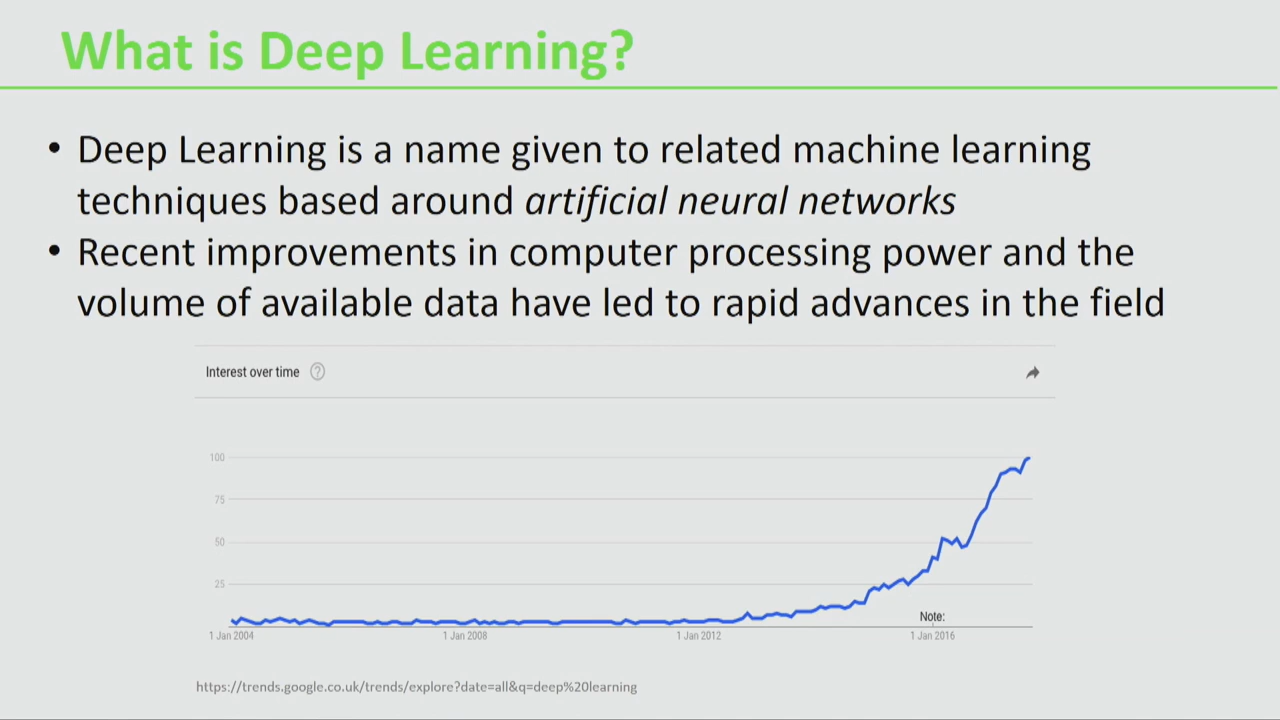 What is Deep Learning?
• Deep Learning is a name given to related machine learning
techniques based around artificial neural networks
• Recent improvements in computer processing power and the
volume of available data have led to rapid advances in the field
Interest over time ?
100
75
50
25
Note:
1 Jan 2004 1 Jan 2008 1 Jan 2012 1 Jan 2016
https://trends.google.co.uk/trends/explore?date=all&q=deep%20learning